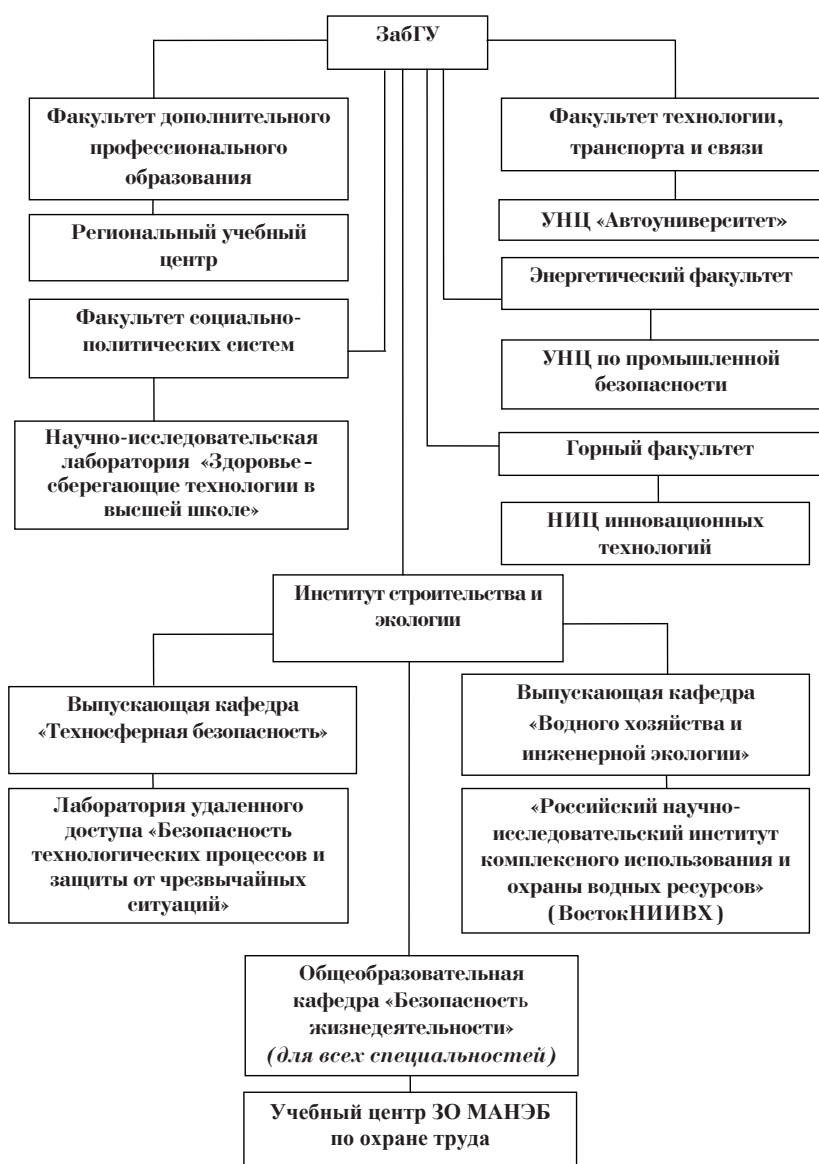 ЗабГУ
Факультет дополнительного
профессионального
образования
Региональный учебный
центр
Факультет социально-
политических систем
Научно-исследовательская
лаборатория «Здоровье-
сберегающие технологии в
высшей школе»
Факультет технологии,
транспорта и связи
УНЦ «Автоуниверситет»
Энергетический факультет
УНЦ по промышленной
безопасности
Горный факультет
НИЦ инновационных
технологий
Институт строительства и
экологии
Выпускающая кафедра
«Техносферная безопасность»
Лаборатория удаленного
доступа «Безопасность
технологических процессов и
защиты от чрезвычайных
ситуаций»
Выпускающая кафедра
«Водного хозяйства и
инженерной экологии»
«Российский научно-
исследовательский институт
комплексного использования и
охраны водных ресурсов»
(ВостокНИИВХ)
Общеобразовательная
кафедра «Безопасность
жизнедеятельности»
(для всех специальностей)
Учебный центр ЗО МАНЭБ
по охране труда